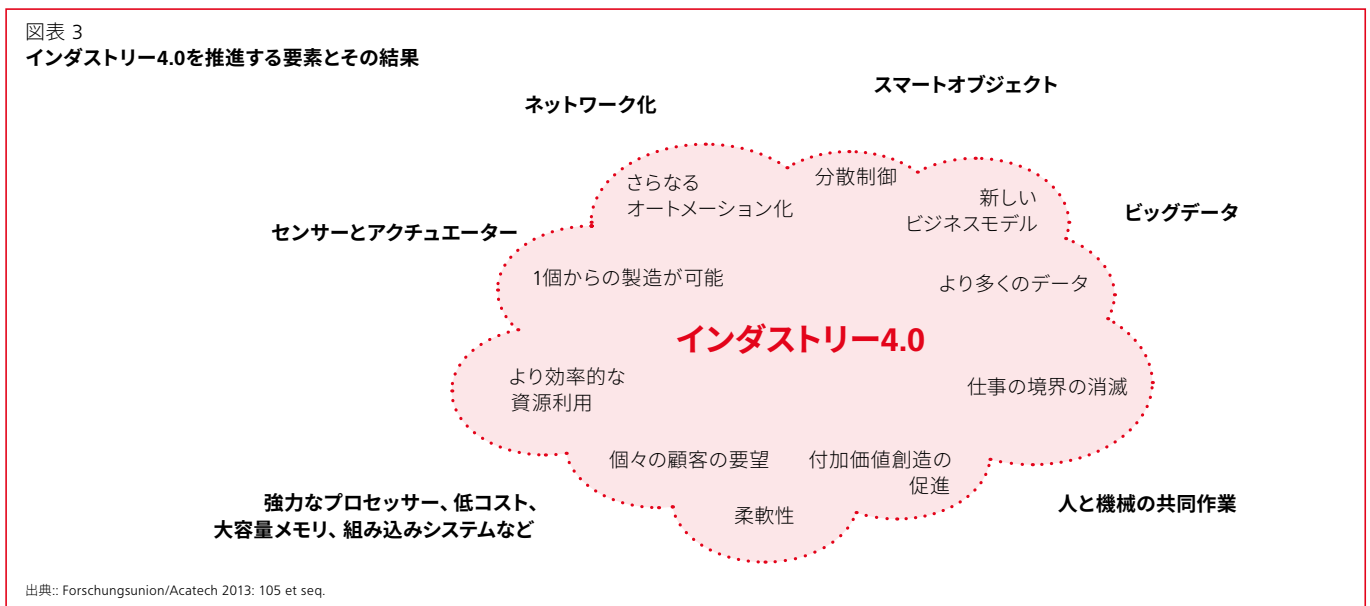 図表 3
インダストリー4.0を推進する要素とその結果
スマートオブジェクト
ネットワーク化
分散制御
さらなる
オートメーション化
新しい
ビジネスモデル
ビッグデータ
センサーとアクチュエーター
1個からの製造が可能
より多くのデータ
インダストリー4.0
より効率的な
資源利用
仕事の境界の消滅
個々の顧客の要望
付加価値創造の
促進
柔軟性
強力なプロセッサー、低コスト、
大容量メモリ、組み込みシステムなど
人と機械の共同作業
出典:: Forschungsunion/Acatech 2013: 105 et seq.